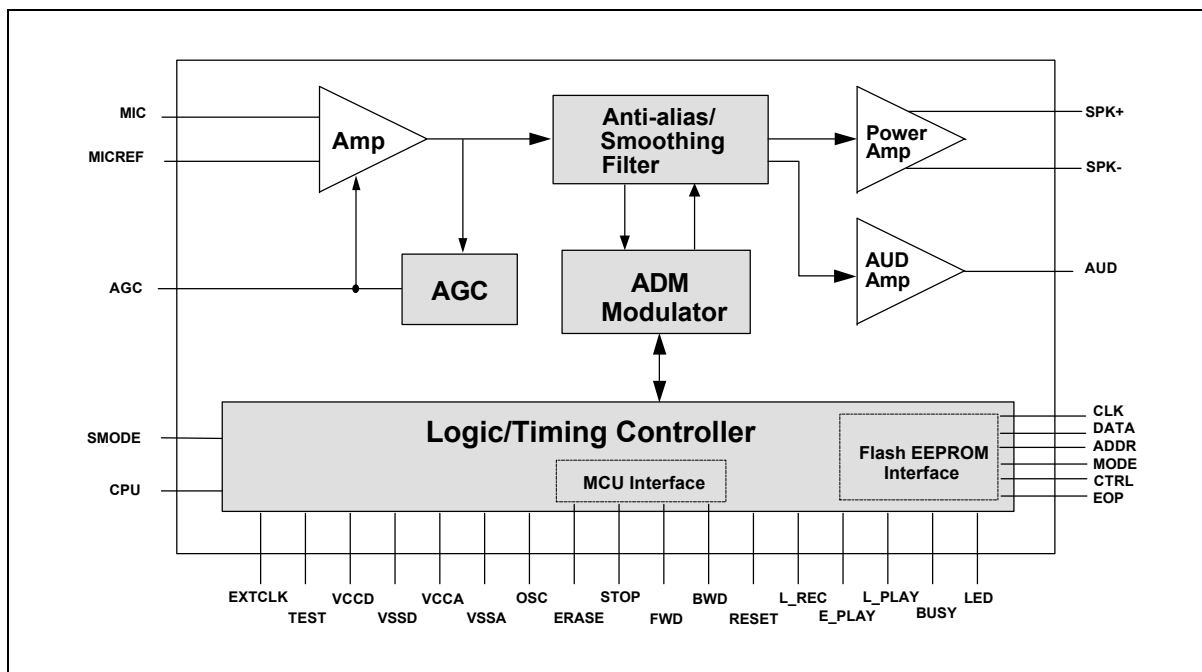 MIC
MICREF
AGC
SMODE
CPU
Amp
AGC
Anti-alias/
Smoothing
Filter
ADM
Modulator
Power
Amp
AUD
Amp
SPK+
SPK-
AUD
Logic/Timing Controller
MCU Interface
Flash EEPROM
Interface
CLK
DATA
ADDR
MODE
CTRL
EOP
EXTCLK
TEST
VCCD
VSSD
VCCA
VSSA
OSC
ERASE
STOP
FWD
BWD
RESET
L_REC
E_PLAY
L_PLAY
BUSY
LED